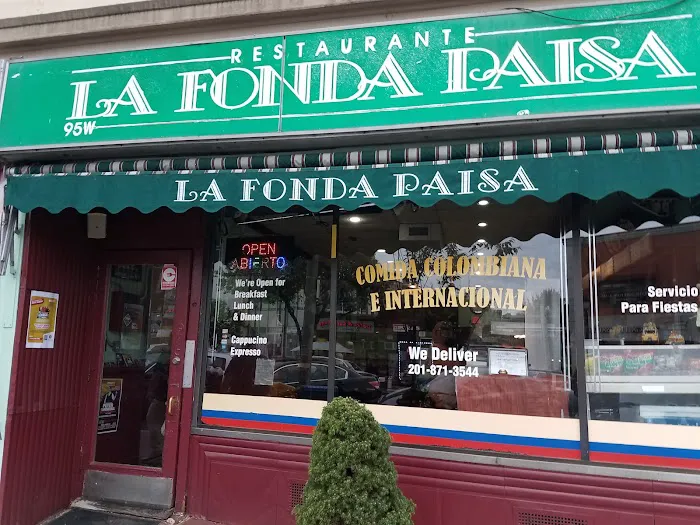 RESTAURANTE
LA FONDA PAISA
95W
LA FONDA PAISA
OPEN
ABIERTO
We're Open for
Breakfast
Lunch
& Dinner
Cappucino
Expresso
COMIDA COLOMBIANA
E INTERNACIONAL
We Deliver
201-871-3544
Servicio
Para Fiestas